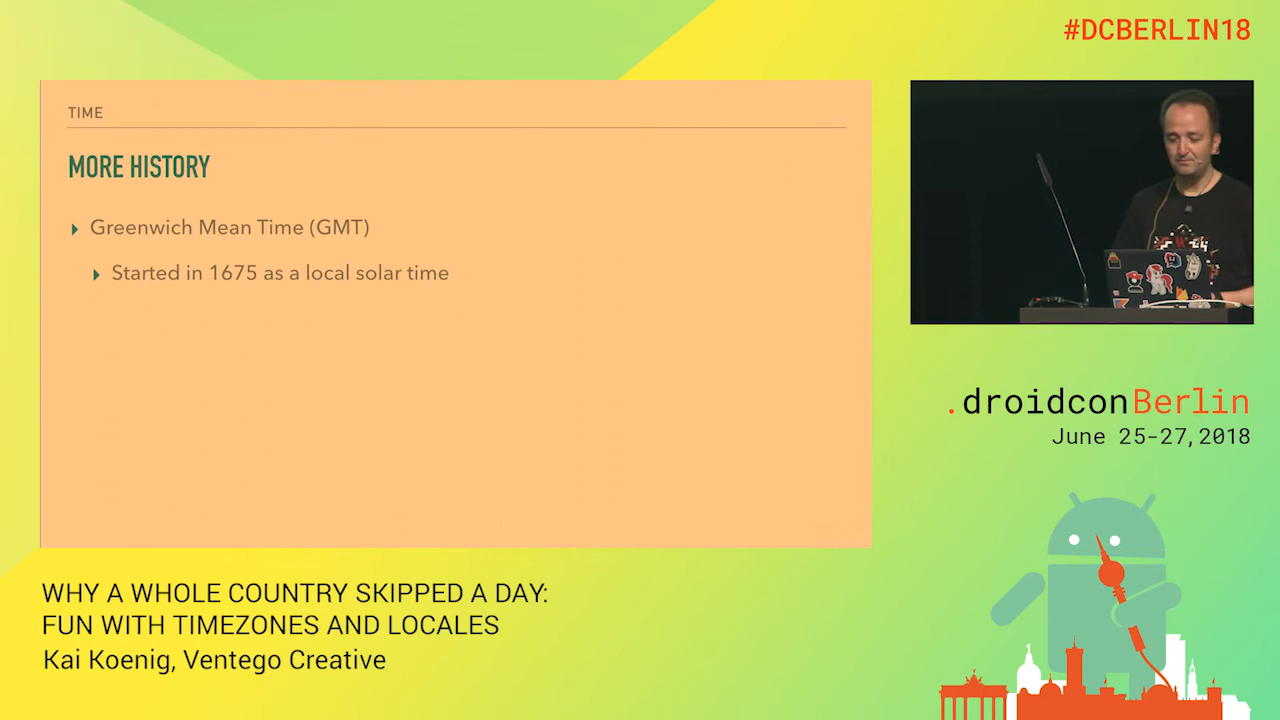 #DCBERLIN18
TIME
MORE HISTORY
Greenwich Mean Time (GMT)
Started in 1675 as a local solar time
.droidconBerlin
June 25-27,2018
WHY A WHOLE COUNTRY SKIPPED A DAY:
FUN WITH TIMEZONES AND LOCALES
Kai Koenig, Ventego Creative